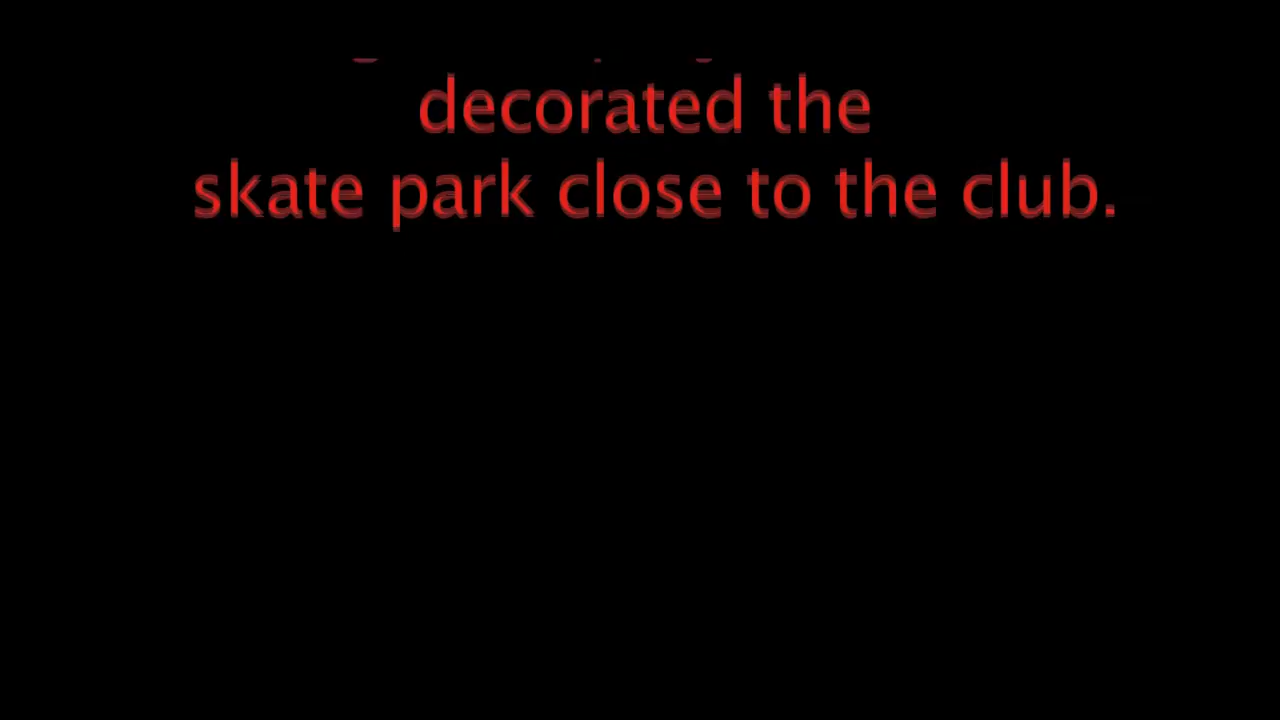 decorated the
skate park close to the club.